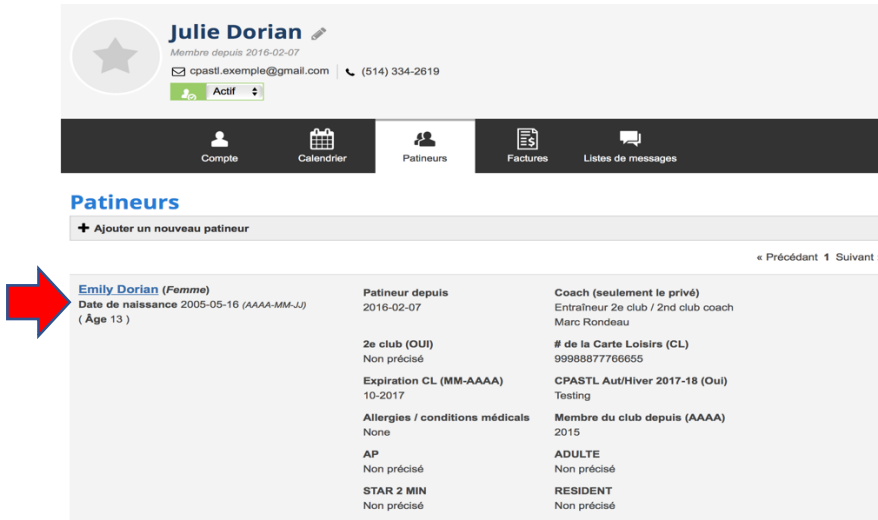 Julie Dorian
Membre depuis 2016-02-07
cpastl.exemple@gmail.com (514) 334-2619
Actif
Compte Calendrier Patineurs Factures Listes de messages
Patineurs
+ Ajouter un nouveau patineur
« Précédant 1 Suivant
Emily Dorian (Femme)
Date de naissance 2005-05-16 (AAAA-MM-JJ)
( Âge 13 )
Patineur depuis
2016-02-07
Coach (seulement le privé)
Entraîneur 2e club / 2nd club coach
Marc Rondeau
2e club (OUI)
Non précisé
# de la Carte Loisirs (CL)
99988877766655
Expiration CL (MM-AAAA)
10-2017
CPASTL Aut/Hiver 2017-18 (Oui)
Testing
Allergies / conditions médicals
None
Membre du club depuis (AAAA)
2015
AP
Non précisé
ADULTE
Non précisé
STAR 2 MIN
Non précisé
RESIDENT
Non précisé